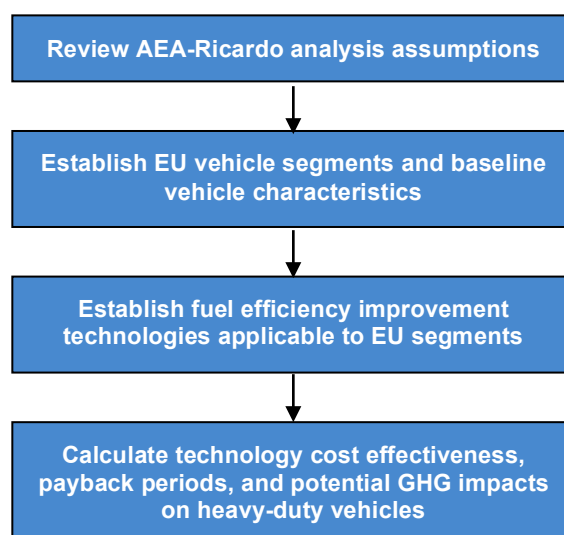 Review AEA-Ricardo analysis assumptions
Establish EU vehicle segments and baseline
vehicle characteristics
Establish fuel efficiency improvement
technologies applicable to EU segments
Calculate technology cost effectiveness,
payback periods, and potential GHG impacts
on heavy-duty vehicles